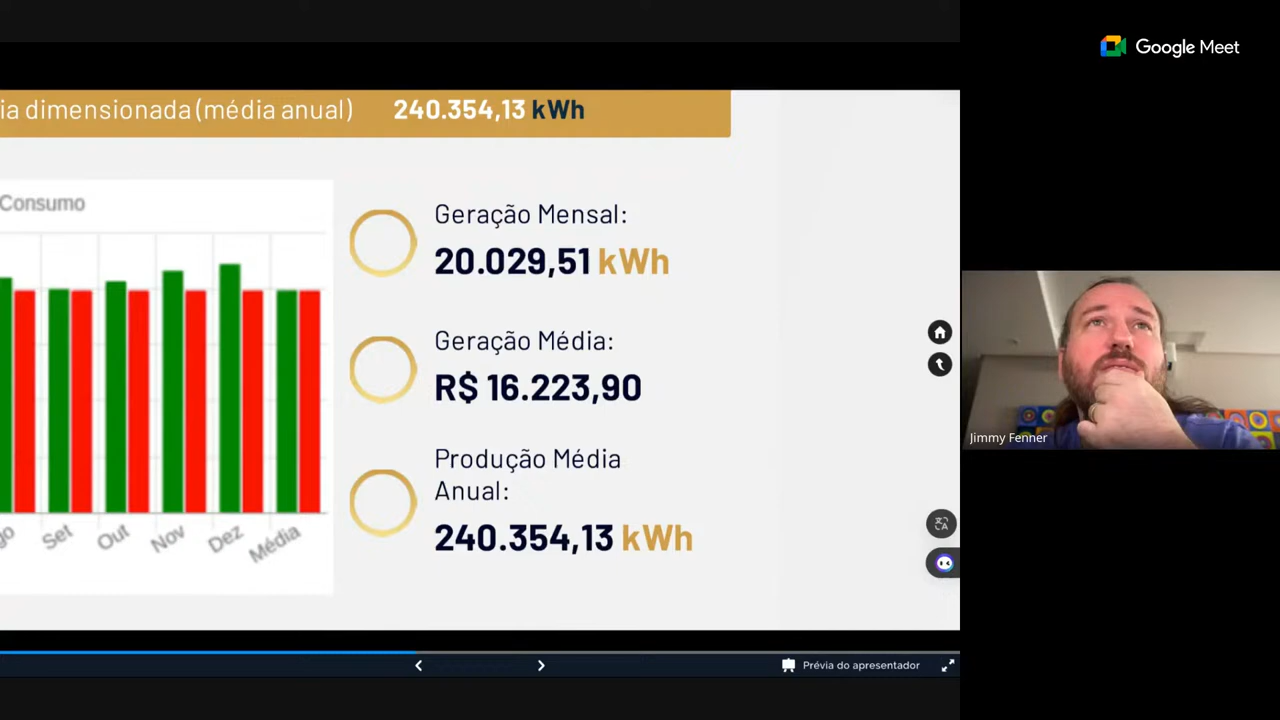 Google Meet
ia dimensionada (média anual) 240.354,13 kWh
Consumo
Geração Mensal:
20.029,51 kWh
Geração Média:
R$ 16.223,90
Produção Média
Anual:
240.354,13 kWh
go Set Out Nov Dez Média
Jimmy Fenner
Prévia do apresentador